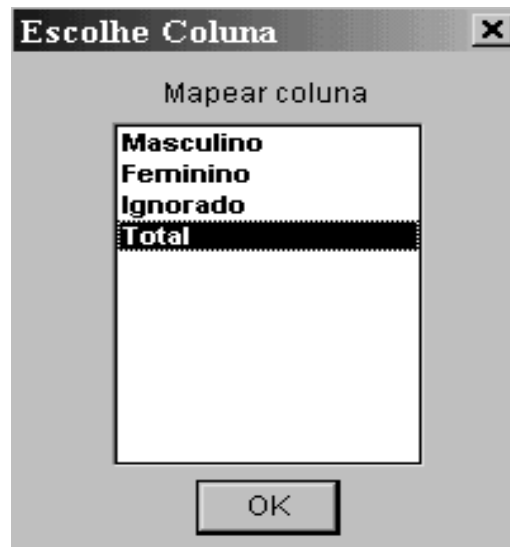 Escolhe Coluna
Mapear coluna
Masculino
Feminino
Ignorado
Total
OK